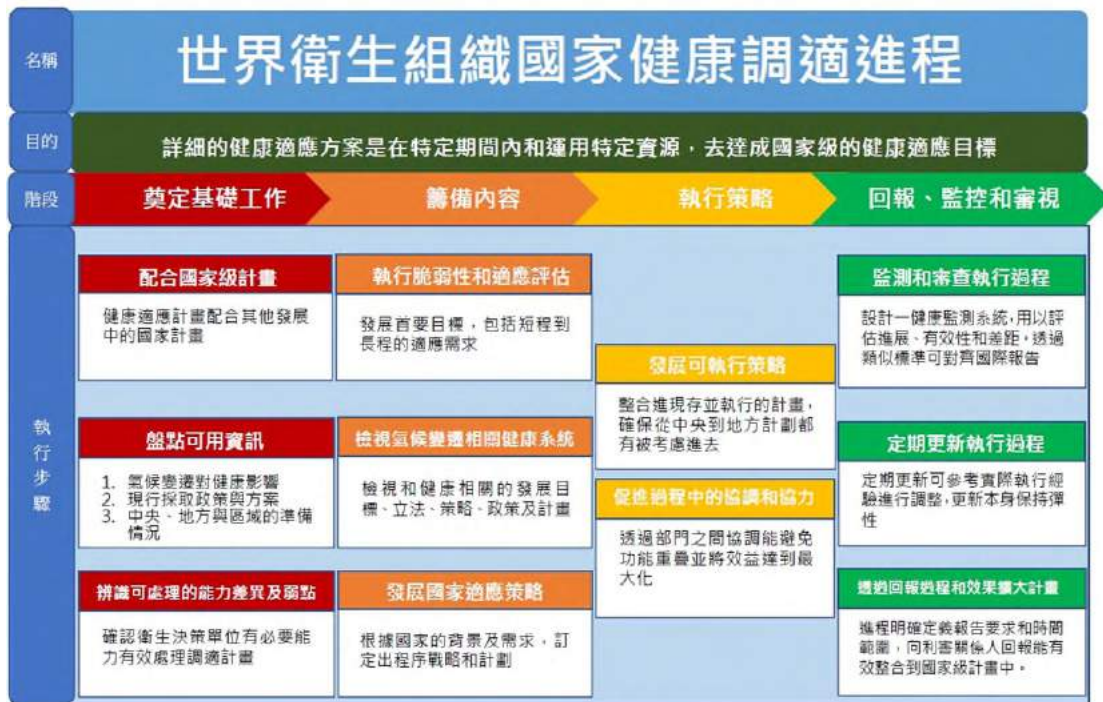 名稱
世界衛生組織國家健康調適進程
目的
詳細的健康適應方案是在特定期間內和運用特定資源，去達成國家級的健康適應目標
階段
奠定基礎工作
籌備內容
執行策略
回報、監控和審視
執行步驟
配合國家級計畫
健康適應計畫配合其他發展
中的國家計畫
盤點可用資訊
1. 氣候變遷對健康影響
2. 現行採取政策與方案
3. 中央、地方與區域的準備
情況
辨識可處理的能力差異及弱點
確認衛生決策單位有必要能
力有效處理調適計畫
執行脆弱性和適應評估
發展首要目標，包括短程到
長程的適應需求
檢視氣候變遷相關健康系統
檢視和健康相關的發展目
標、立法、策略、政策及計畫
發展國家適應策略
根據國家的背景及需求，訂
定出程序戰略和計劃
發展可執行策略
整合進現存並執行的計畫，
確保從中央到地方計劃都
有被考慮進去
促進過程中的協調和協力
透過部門之間協調能避免
功能重疊並將效益達到最
大化
監測和審查執行過程
設計一健康監測系統，用以評
估進展、有效性和差距，透過
類似標準可對齊國際報告
定期更新執行過程
定期更新可參考實際執行經
驗進行調整，更新本身保持彈
性
透過回報過程和效果擴大計畫
進程明確定義報告要求和時間
範圍，向利害關係人回報能有
效整合到國家級計畫中。